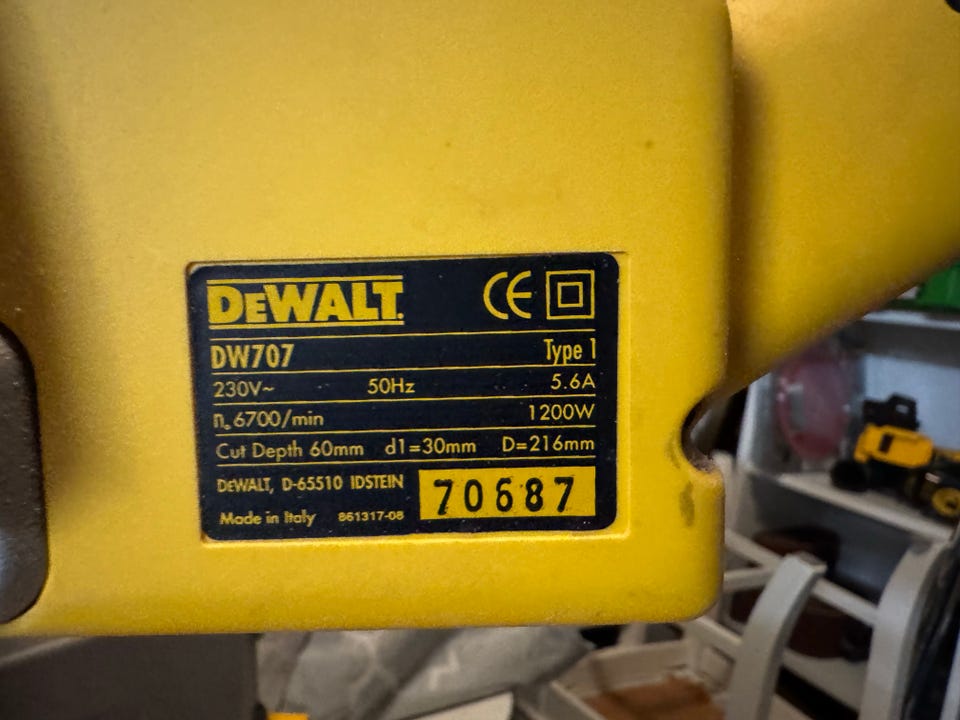 DEWALT
CE
DW707 Type 1
230V~ 50Hz 5.6A
n₀ 6700/min 1200W
Cut Depth 60mm d1=30mm D=216mm
DEWALT, D-65510 IDSTEIN
70687
Made in Italy 861317-08